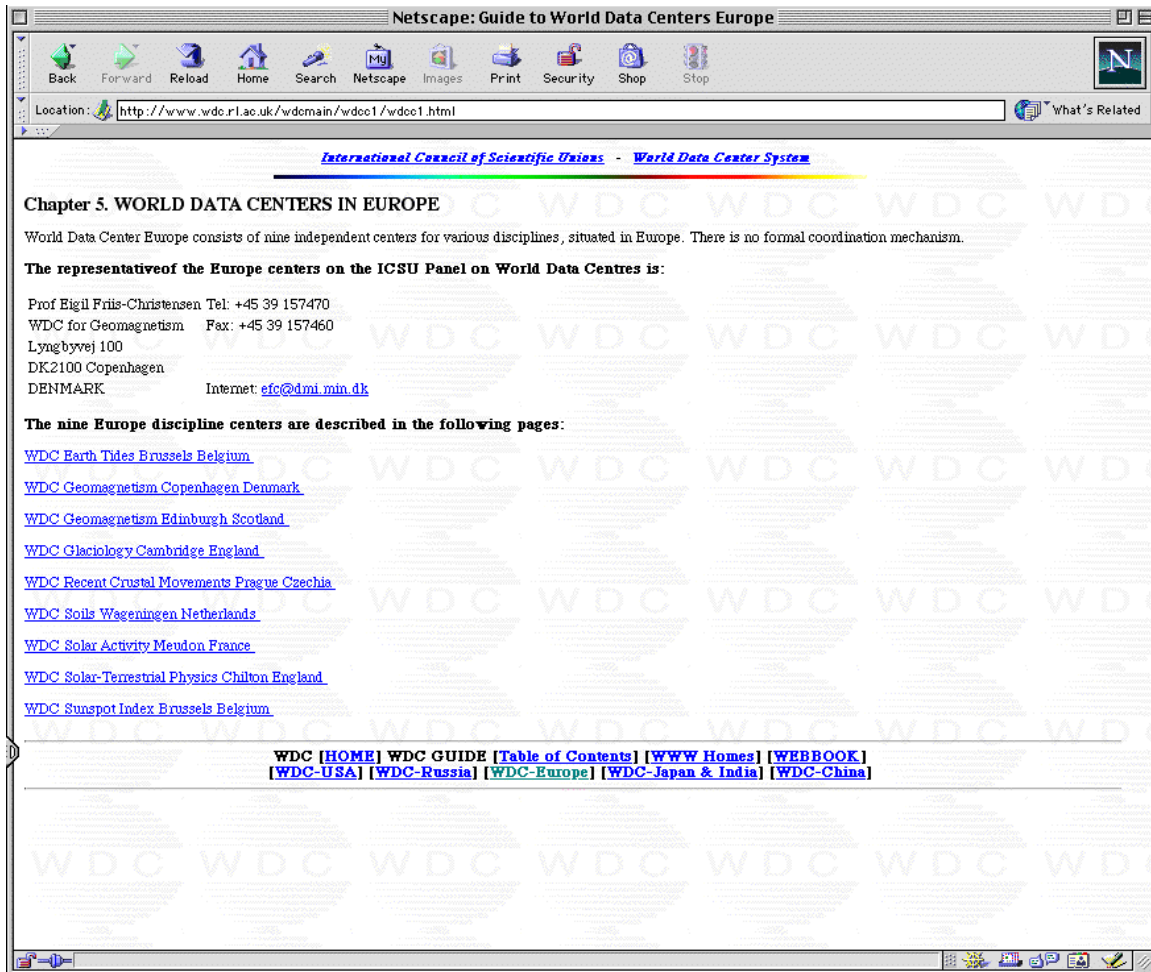 Netscape: Guide to World Data Centers Europe
Back Forward Reload Home Search Netscape Images Print Security Shop Stop
My
N
Location: http://www.wdc.rl.ac.uk/wdcmain/wdcc1/wdcc1.html What's Related
International Council of Scientific Unions - World Data Center System
Chapter 5. WORLD DATA CENTERS IN EUROPE
World Data Center Europe consists of nine independent centers for various disciplines, situated in Europe. There is no formal coordination mechanism.
The representativeof the Europe centers on the ICSU Panel on World Data Centres is:
Prof Eigil Friis-Christensen Tel: +45 39 157470
WDC for Geomagnetism Fax: +45 39 157460
Lyngbyvej 100
DK2100 Copenhagen
DENMARK Internet: efc@dmi.min.dk
The nine Europe discipline centers are described in the following pages:
WDC Earth Tides Brussels Belgium
WDC Geomagnetism Copenhagen Denmark
WDC Geomagnetism Edinburgh Scotland
WDC Glaciology Cambridge England
WDC Recent Crustal Movements Prague Czechia
WDC Soils Wageningen Netherlands
WDC Solar Activity Meudon France
WDC Solar-Terrestrial Physics Chilton England
WDC Sunspot Index Brussels Belgium
WDC [HOME] WDC GUIDE [Table of Contents] [WWW Homes] [WEBBOOK]
[WDC-USA] [WDC-Russia] [WDC-Europe] [WDC-Japan & India] [WDC-China]
WDC WDC WDC WDC WDC WDC WD